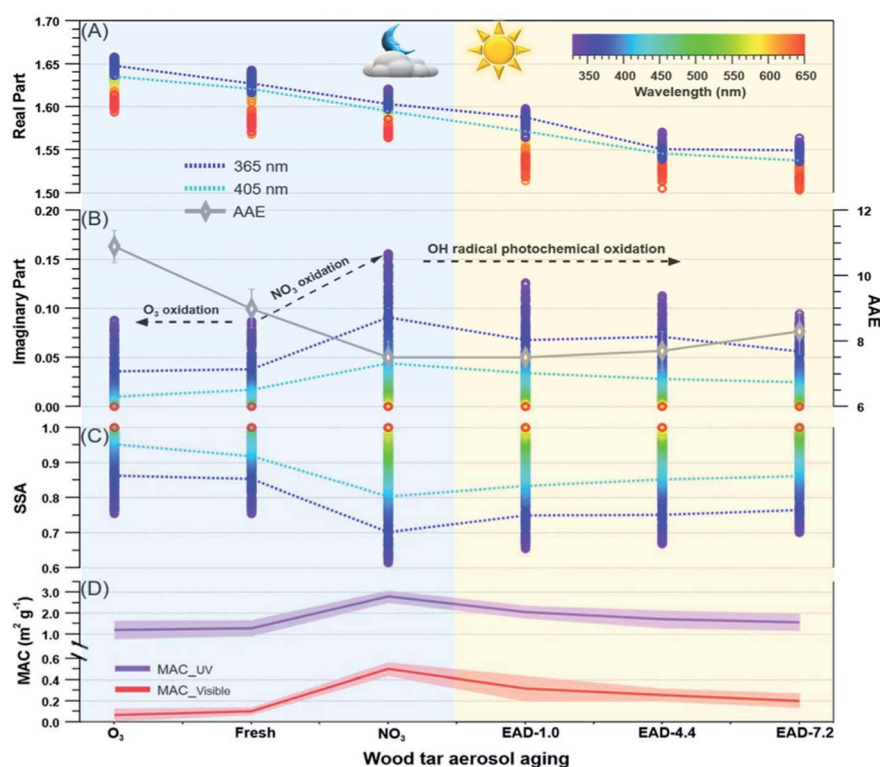 (A)
1.70
1.65
1.60
1.55
1.50
Real Part
350 400 450 500 550 600 650
Wavelength (nm)
365 nm
405 nm
AAE
(B)
0.20
0.15
0.10
0.05
0.00
Imaginary Part
O3 oxidation
NO3 oxidation
OH radical photochemical oxidation
12
10
8
6
AAE
(C)
1.0
0.9
0.8
0.7
0.6
SSA
(D)
3.0
2.0
1.0
0.6
0.4
0.2
0.0
MAC (m² g⁻¹)
MAC_UV
MAC_Visible
O3 Fresh NO3 EAD-1.0 EAD-4.4 EAD-7.2
Wood tar aerosol aging